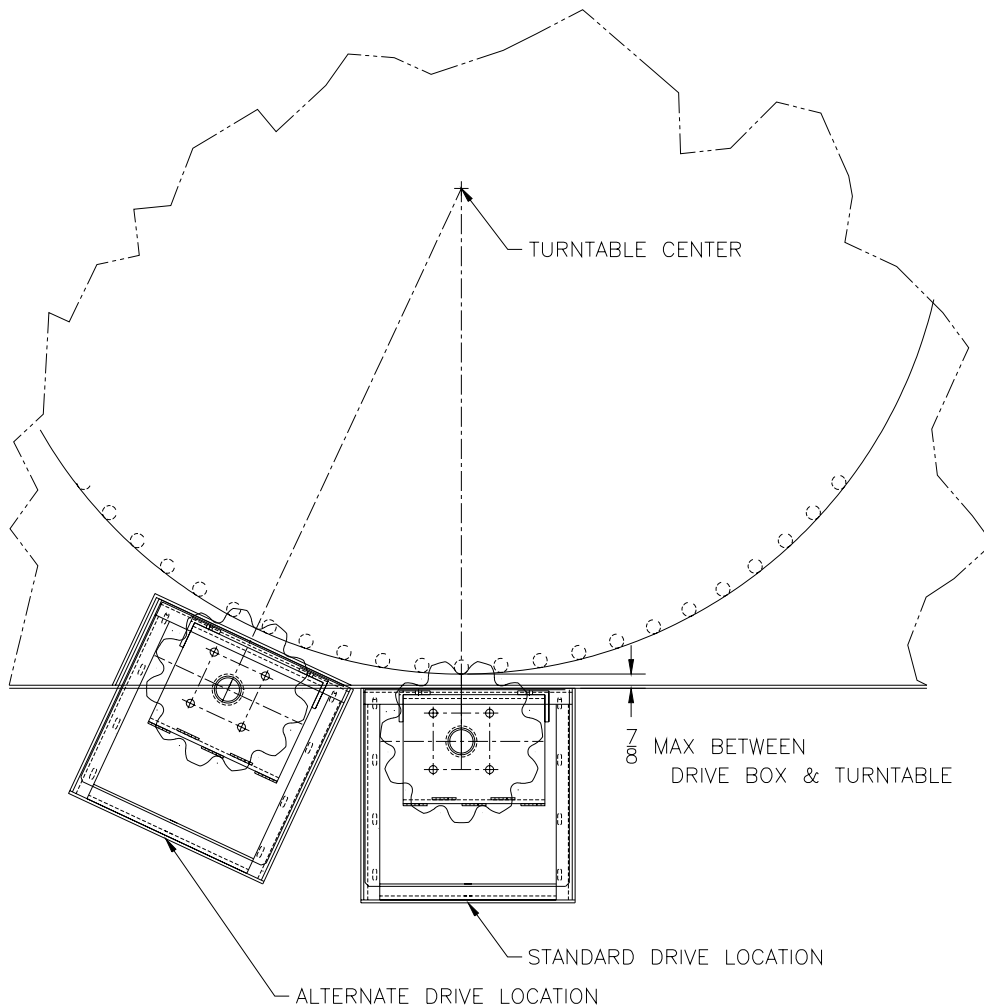 TURNTABLE CENTER
7/8 MAX BETWEEN
DRIVE BOX & TURNTABLE
STANDARD DRIVE LOCATION
ALTERNATE DRIVE LOCATION